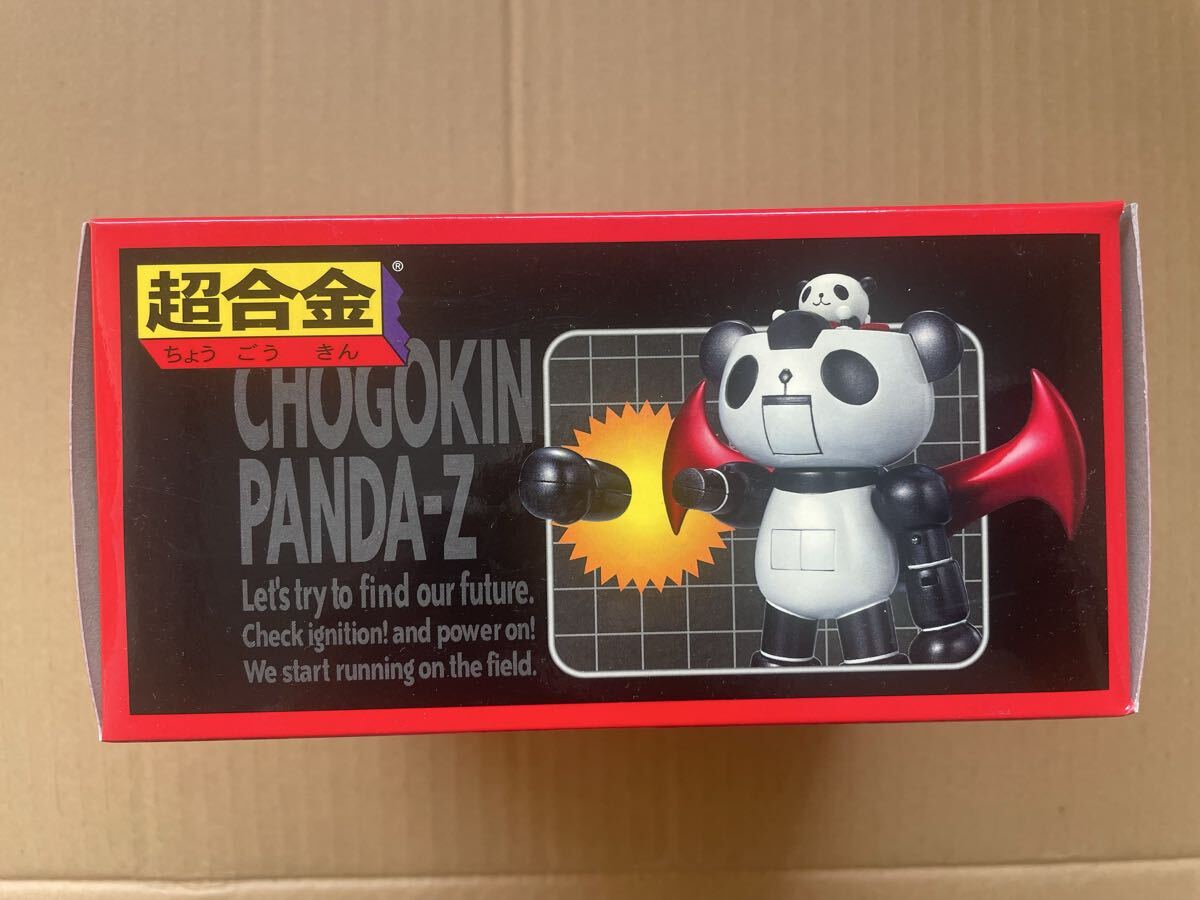 超合金®
ちょう ごう きん
CHOGOKIN
PANDA-Z
Let's try to find our future.
Check ignition! and power on!
We start running on the field.